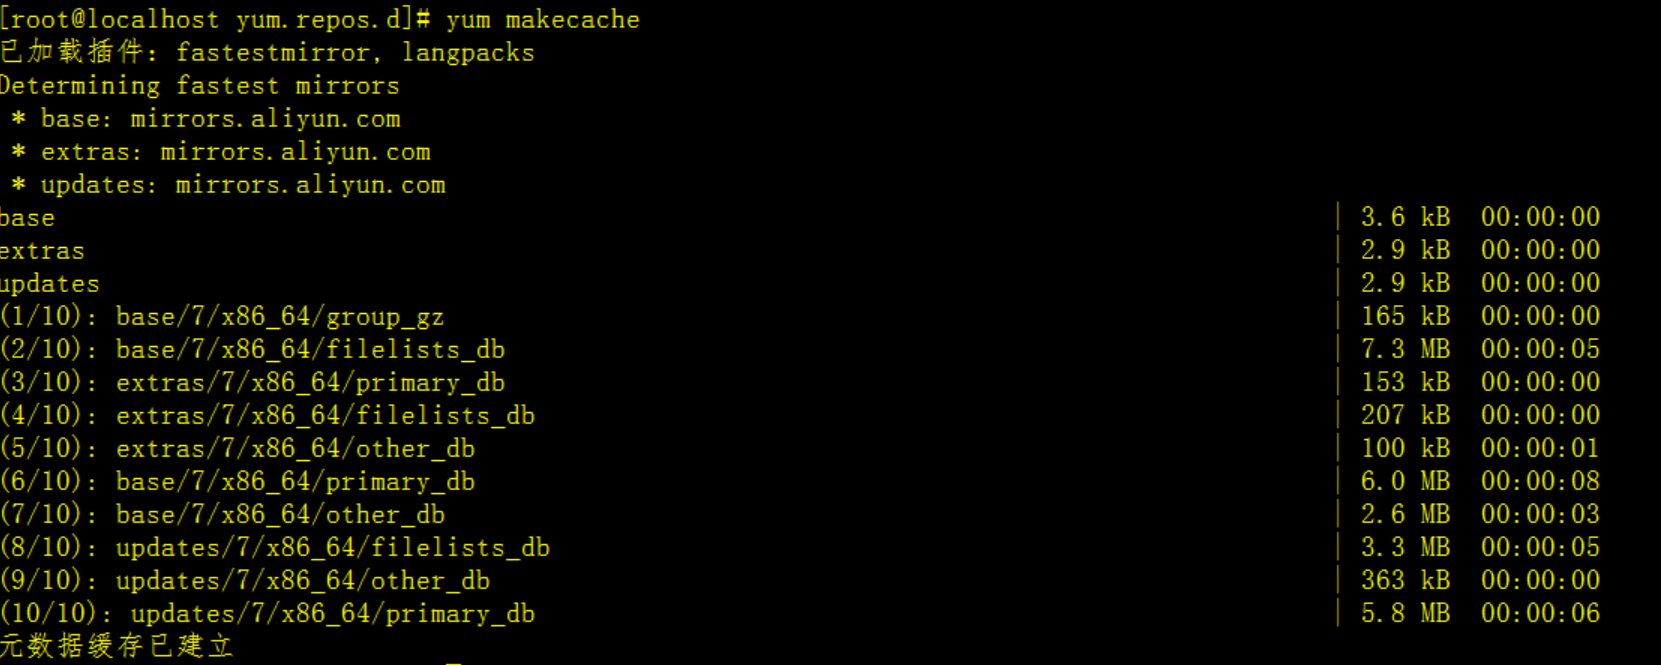 [root@localhost yum.repos.d]# yum makecache
已加载插件：fastestmirror, langpacks
Determining fastest mirrors
 * base: mirrors.aliyun.com
 * extras: mirrors.aliyun.com
 * updates: mirrors.aliyun.com
base | 3.6 kB 00:00:00
extras | 2.9 kB 00:00:00
updates | 2.9 kB 00:00:00
(1/10): base/7/x86_64/group_gz | 165 kB 00:00:00
(2/10): base/7/x86_64/filelists_db | 7.3 MB 00:00:05
(3/10): extras/7/x86_64/primary_db | 153 kB 00:00:00
(4/10): extras/7/x86_64/filelists_db | 207 kB 00:00:00
(5/10): extras/7/x86_64/other_db | 100 kB 00:00:01
(6/10): base/7/x86_64/primary_db | 6.0 MB 00:00:08
(7/10): base/7/x86_64/other_db | 2.6 MB 00:00:03
(8/10): updates/7/x86_64/filelists_db | 3.3 MB 00:00:05
(9/10): updates/7/x86_64/other_db | 363 kB 00:00:00
(10/10): updates/7/x86_64/primary_db | 5.8 MB 00:00:06
元数据缓存已建立